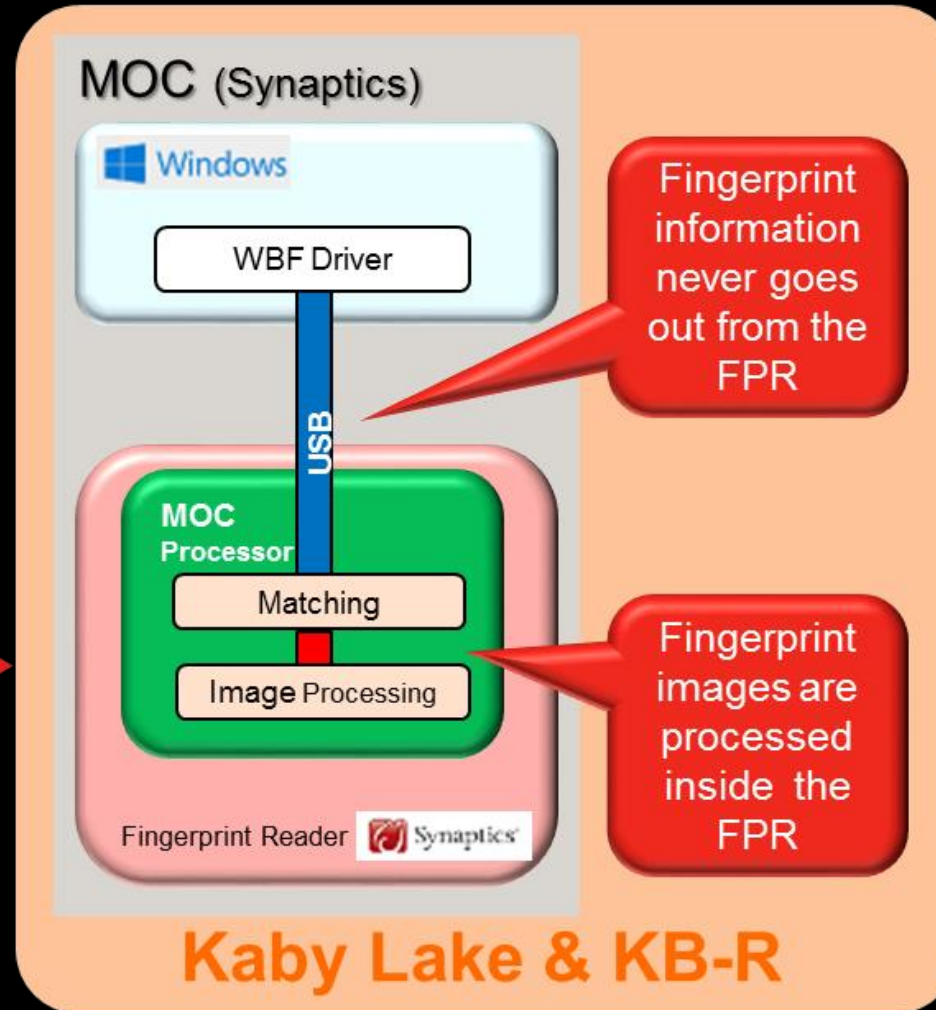 MOC (Synaptics)
Windows
WBF Driver
USB
MOC
Processor
Matching
Image Processing
Fingerprint Reader
Synaptics
Fingerprint
information
never goes
out from the
FPR
Fingerprint
images are
processed
inside the
FPR
Kaby Lake & KB-R